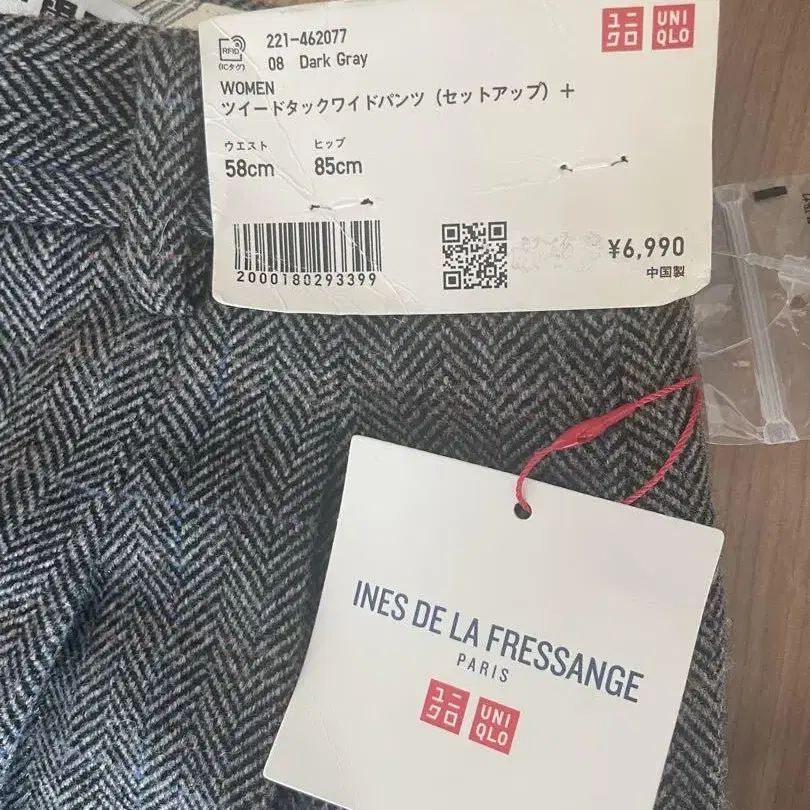 RFID
(ICタグ)
221-462077
08 Dark Gray
WOMEN
ツイードタックワイドパンツ（セットアップ）＋
ウエスト ヒップ
58cm 85cm
2000180293399
¥6,990
中国製
ユニクロ UNIQLO
INES DE LA FRESSANGE
PARIS
ユニクロ UNIQLO